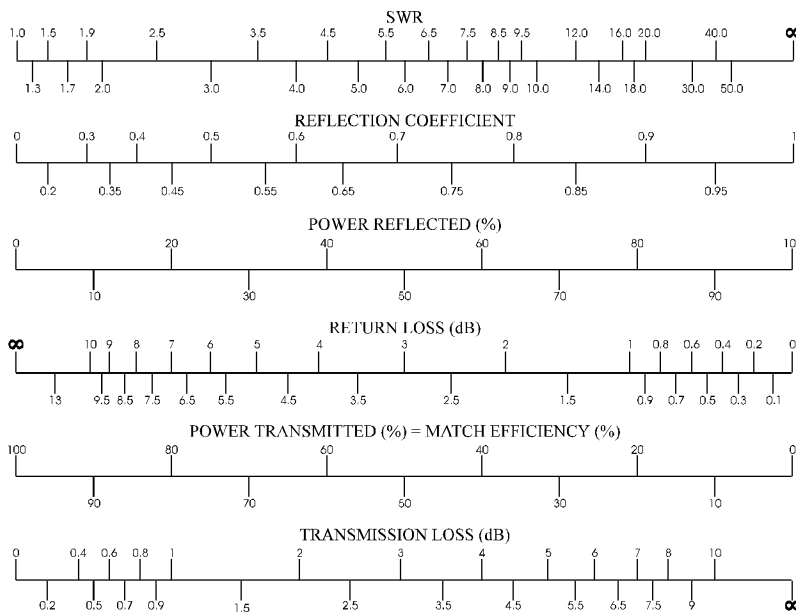 SWR
1.0 1.5 1.9 2.5 3.5 4.5 5.5 6.5 7.5 8.5 9.5 12.0 16.0 20.0 40.0 ∞
1.3 1.7 2.0 3.0 4.0 5.0 6.0 7.0 8.0 9.0 10.0 14.0 18.0 30.0 50.0
REFLECTION COEFFICIENT
0 0.3 0.4 0.5 0.6 0.7 0.8 0.9 1
0.2 0.35 0.45 0.55 0.65 0.75 0.85 0.95
POWER REFLECTED (%)
0 20 40 60 80 10
10 30 50 70 90
RETURN LOSS (dB)
∞ 10 9 8 7 6 5 4 3 2 1 0.8 0.6 0.4 0.2 0
13 9.5 8.5 7.5 6.5 5.5 4.5 3.5 2.5 1.5 0.9 0.7 0.5 0.3 0.1
POWER TRANSMITTED (%) = MATCH EFFICIENCY (%)
100 80 60 40 20 0
90 70 50 30 10
TRANSMISSION LOSS (dB)
0 0.4 0.6 0.8 1 2 3 4 5 6 7 8 10
0.2 0.5 0.7 0.9 1.5 2.5 3.5 4.5 5.5 6.5 7.5 9 ∞